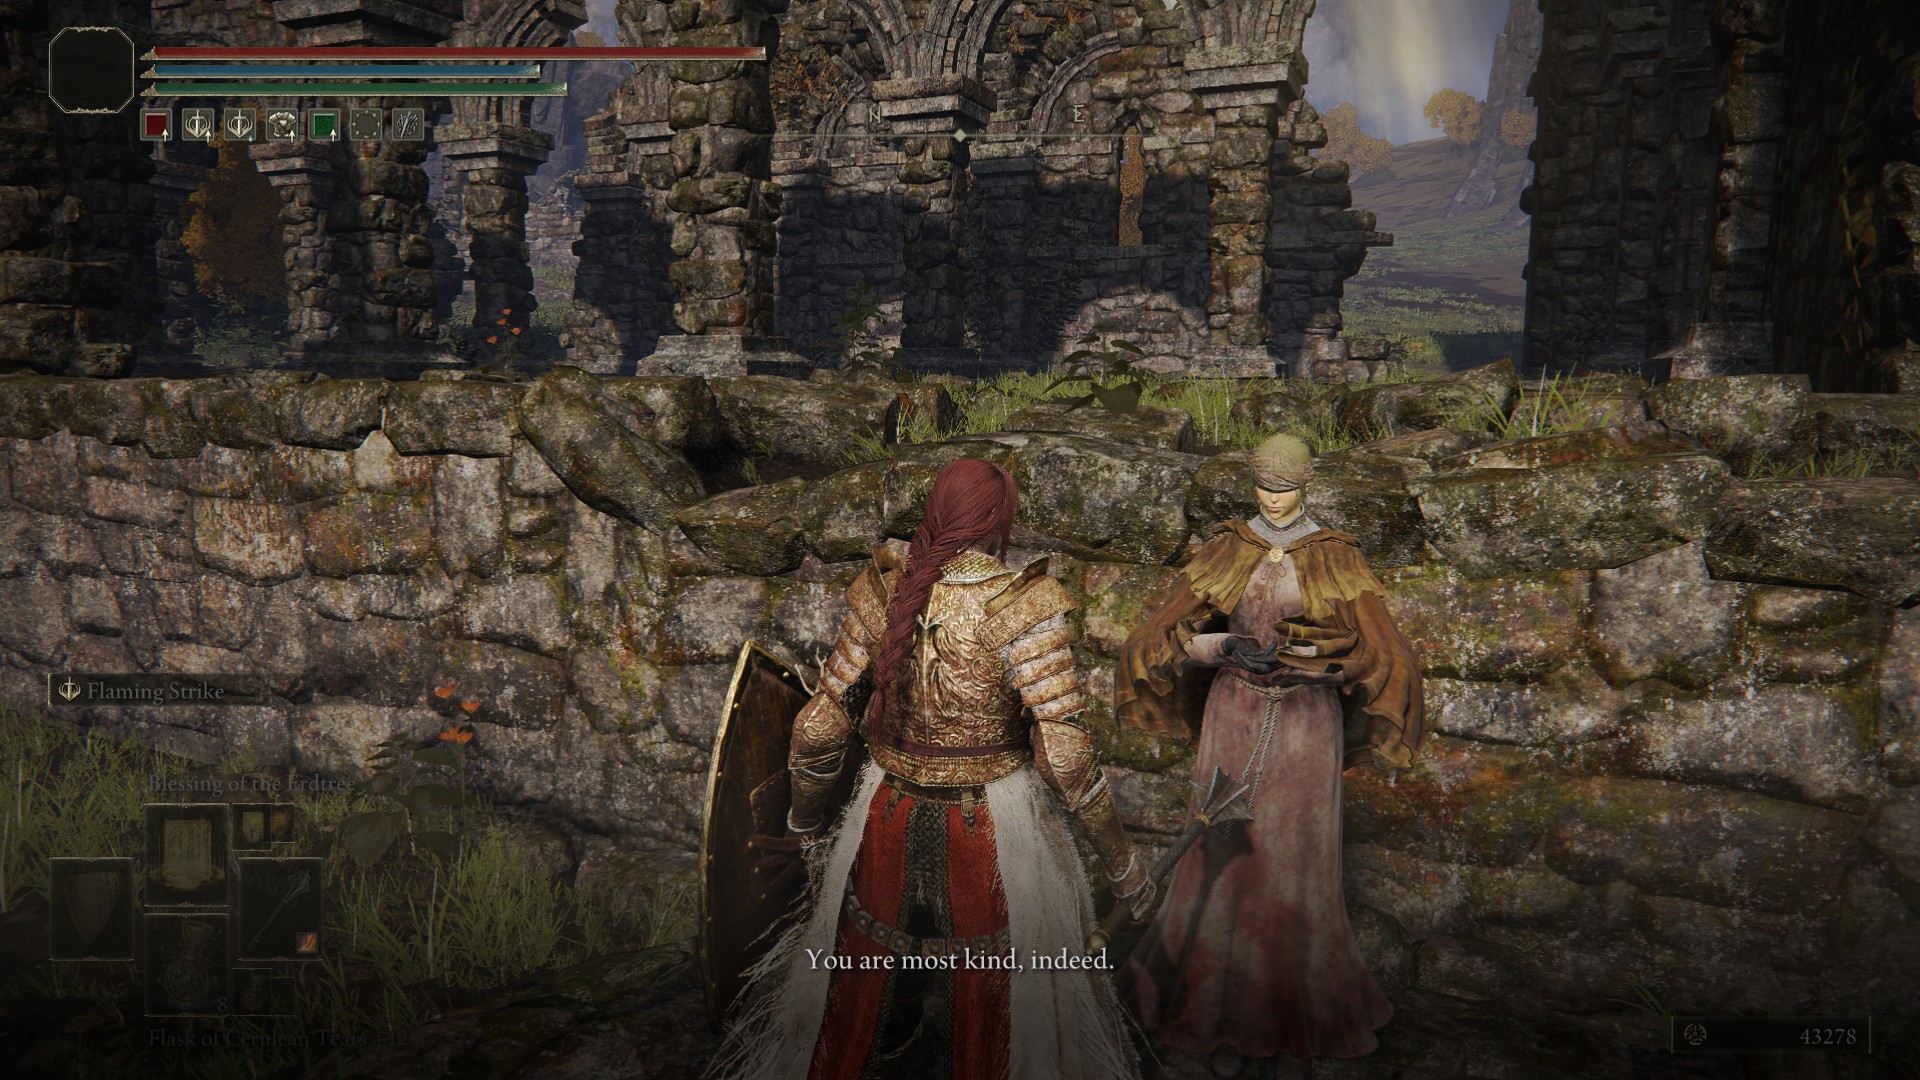 N
E
Flaming Strike
Blessing of the Erdtree
You are most kind, indeed.
8
Flask of Cerulean Tears +12
43278